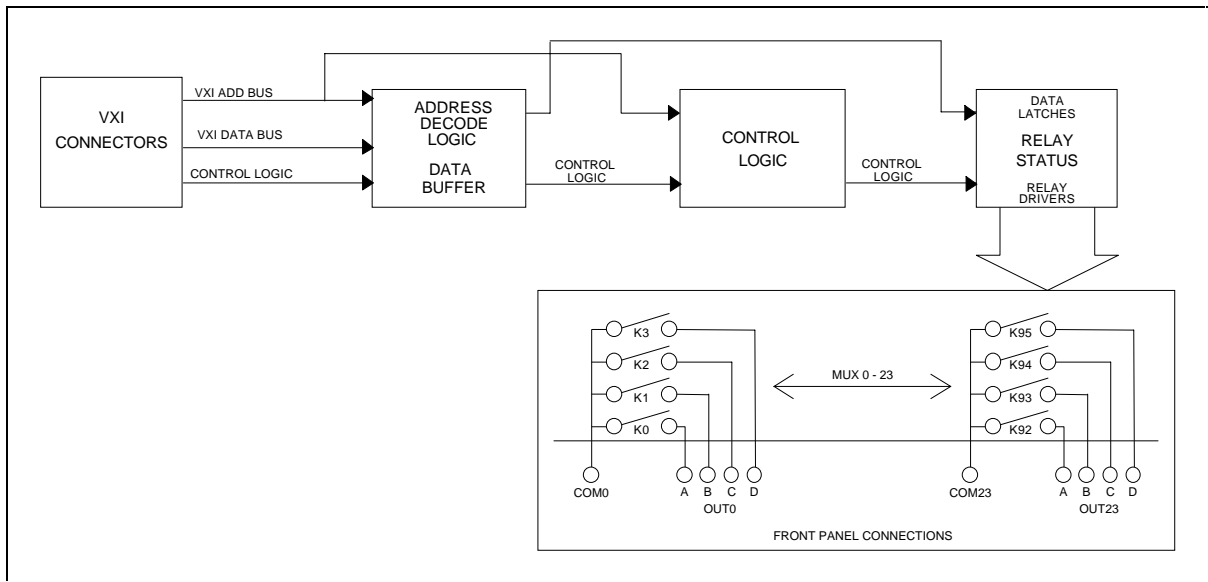 VXI
CONNECTORS
VXI ADD BUS
VXI DATA BUS
CONTROL LOGIC
ADDRESS
DECODE
LOGIC
DATA
BUFFER
CONTROL
LOGIC
CONTROL
LOGIC
CONTROL
LOGIC
DATA
LATCHES
RELAY
STATUS
RELAY
DRIVERS
K3
K2
K1
K0
COM0
A B C D
OUT0
MUX 0 - 23
K95
K94
K93
K92
COM23
A B C D
OUT23
FRONT PANEL CONNECTIONS